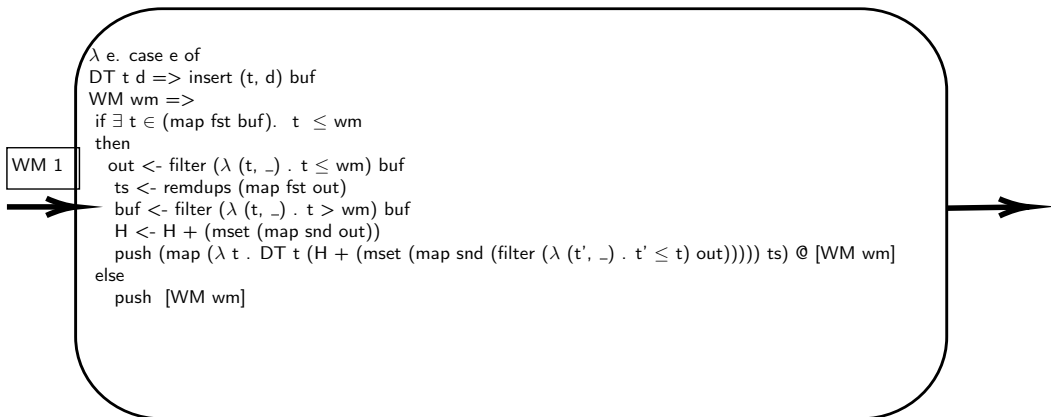 λ e. case e of
DT t d => insert (t, d) buf
WM wm =>
if ∃ t ∈ (map fst buf). t ≤ wm
then
out <- filter (λ (t, _) . t ≤ wm) buf
ts <- remdups (map fst out)
buf <- filter (λ (t, _) . t > wm) buf
H <- H + (mset (map snd out))
push (map (λ t . DT t (H + (mset (map snd (filter (λ (t', _) . t' ≤ t) out))))) ts) @ [WM wm]
else
push [WM wm]
WM 1